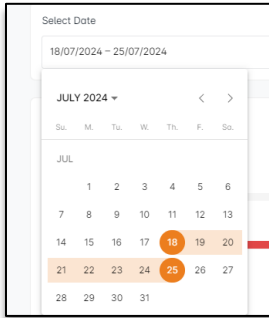 Select Date
18/07/2024 – 25/07/2024
JULY 2024
Su. M. Tu. W. Th. F. Sa.
JUL
1 2 3 4 5 6
7 8 9 10 11 12 13
14 15 16 17 18 19 20
21 22 23 24 25 26 27
28 29 30 31